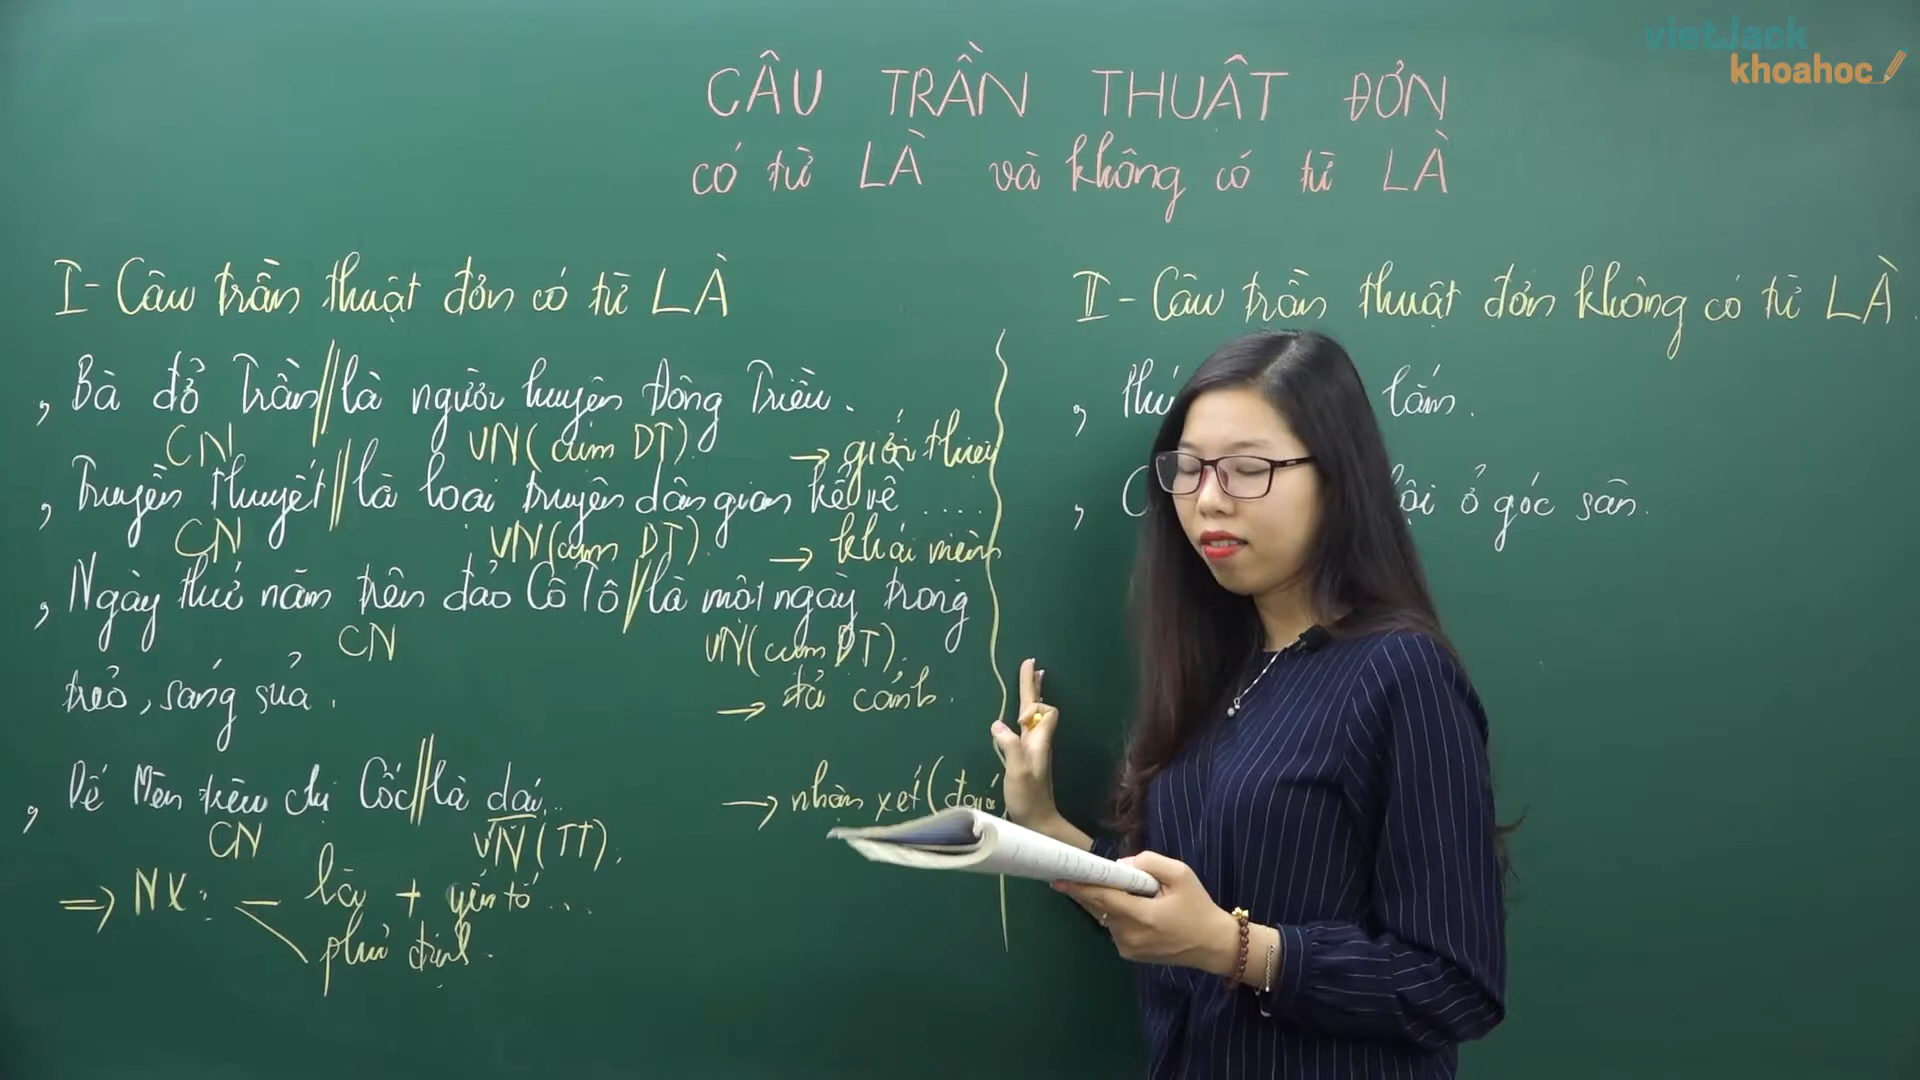 vietJack
khoahoc
CÂU TRẦN THUẬT ĐƠN
có từ LÀ và không có từ LÀ
I- Câu trần thuật đơn có từ LÀ
, Bà đỡ Trần // là người huyện Đông Triều.
CN VN (cụm DT). → giới thiệu
, Truyền thuyết // là loại truyện dân gian kể về ....
CN VN (cụm DT). → khái niệm
, Ngày thứ năm trên đảo Cô Tô // là một ngày trong
CN VN (cụm DT).
trẻo, sáng sủa.
→ tả cảnh.
, Dế Mèn trêu chị Cốc // là dại...
→ nhận xét (đánh
CN VN (TT).
⇒ NX: — là + yếu tố ...
phủ định.
II - Câu trần thuật đơn không có từ LÀ.
, lắm.
, ở góc sân.